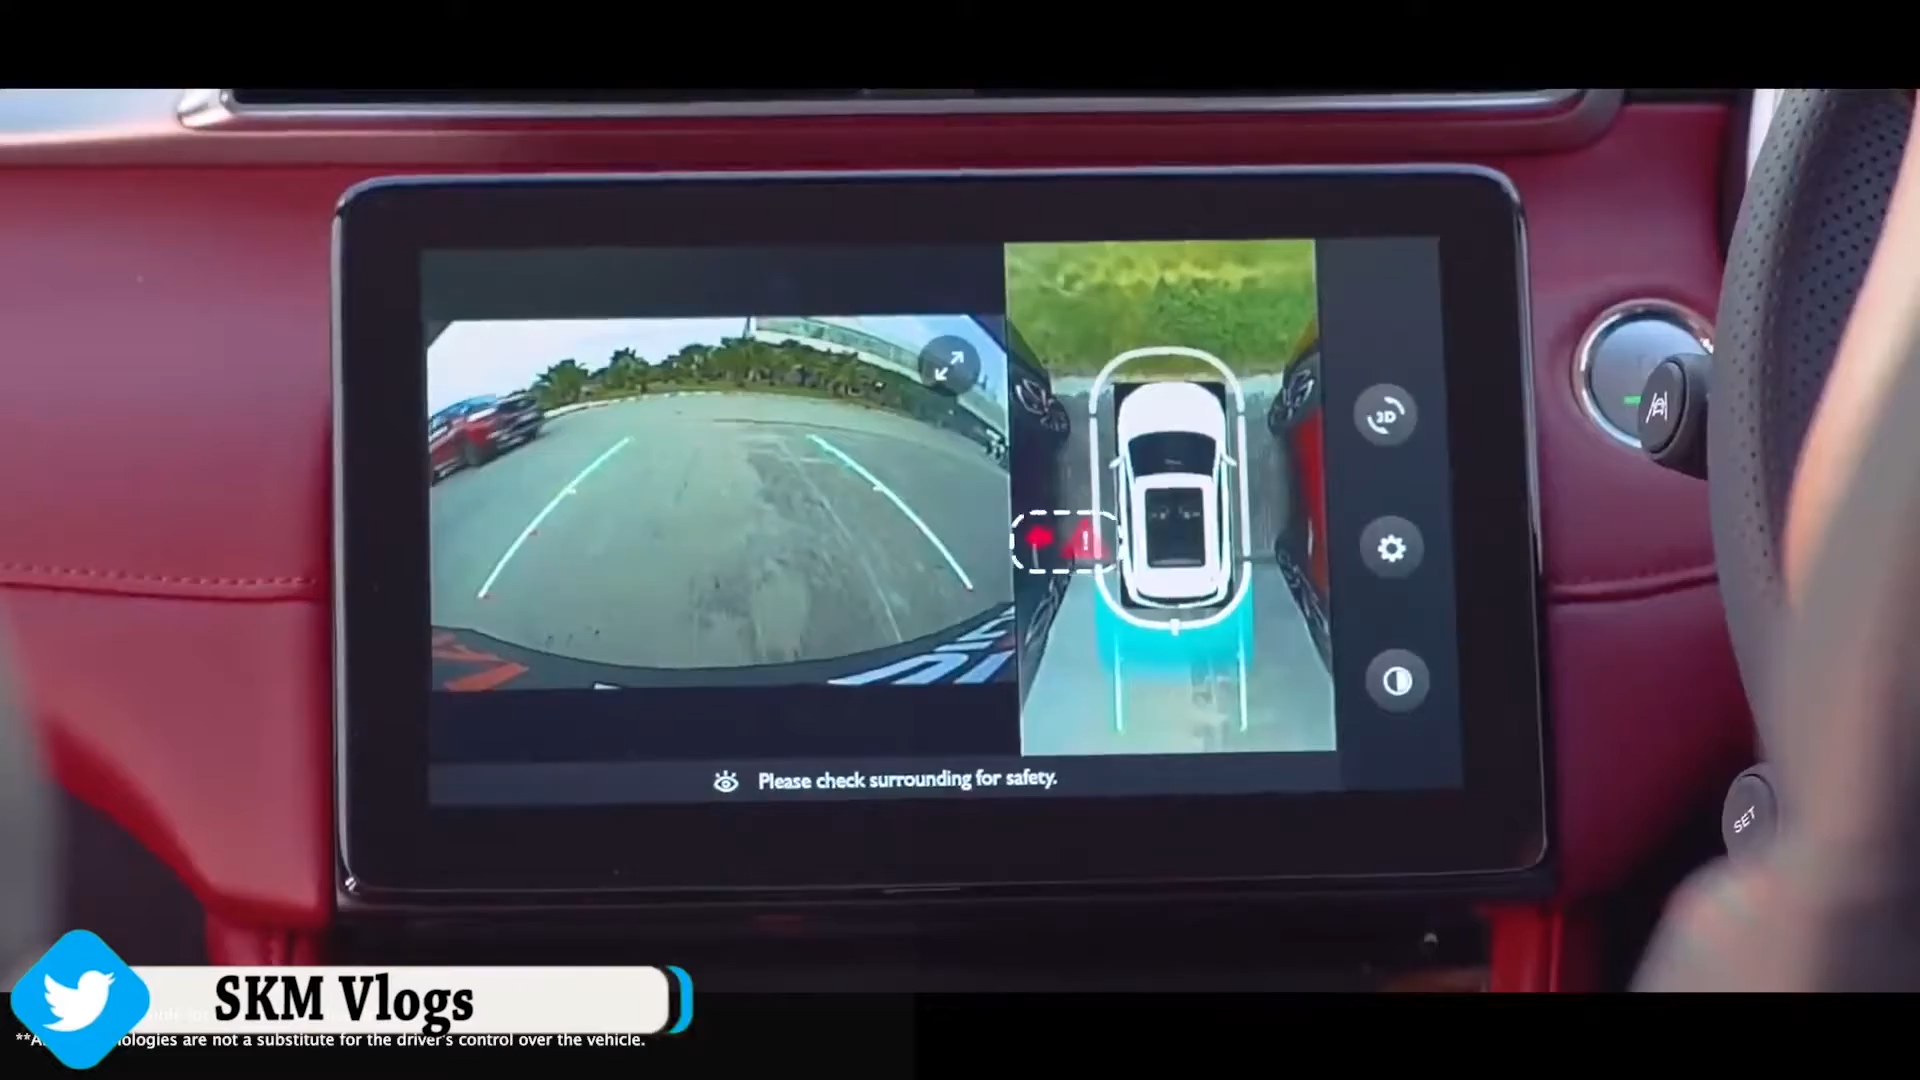 3D
Please check surrounding for safety.
SET
SKM Vlogs
ologies are not a substitute for the driver's control over the vehicle.